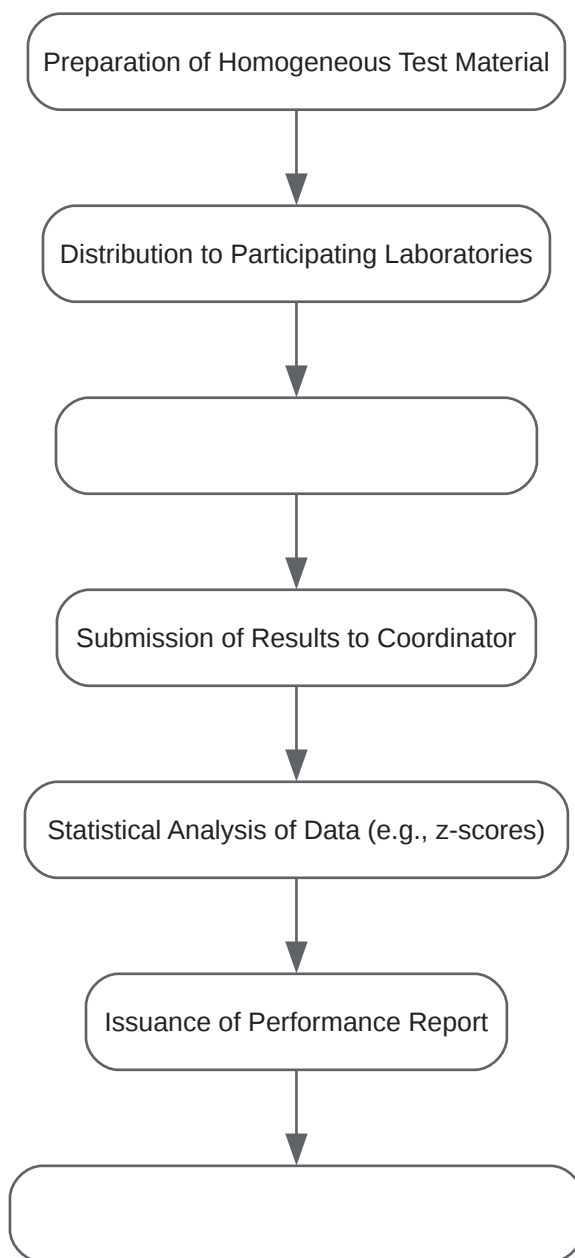 Preparation of Homogeneous Test Material
Distribution to Participating Laboratories
Submission of Results to Coordinator
Statistical Analysis of Data (e.g., z-scores)
Issuance of Performance Report